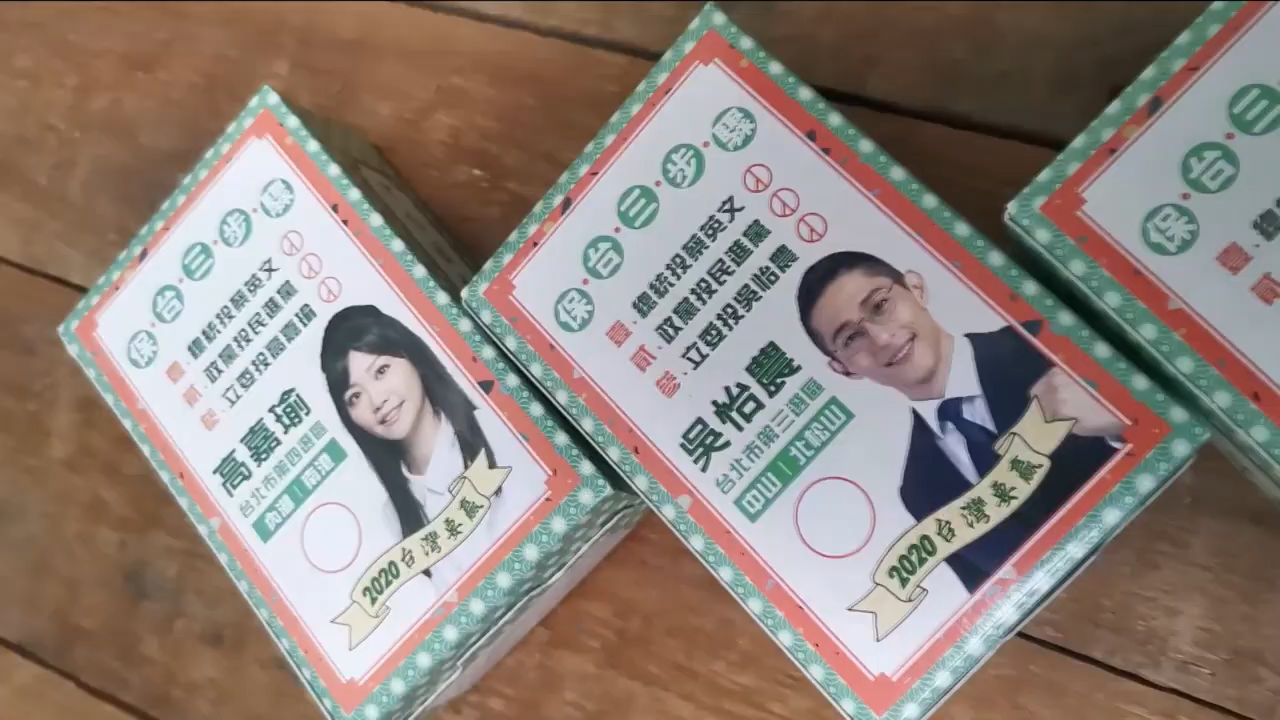 保·台·三·步·驟
壹·總統投蔡英文
貳·政黨投民進黨
參·立委投高嘉瑜
高嘉瑜
台北市第四選區
內湖|南港
2020台灣要贏
保·台·三·步·驟
壹·總統投蔡英文
貳·政黨投民進黨
參·立委投吳怡農
吳怡農
台北市第三選區
中山|北松山
2020台灣要贏
保·台·三
壹·總
貳